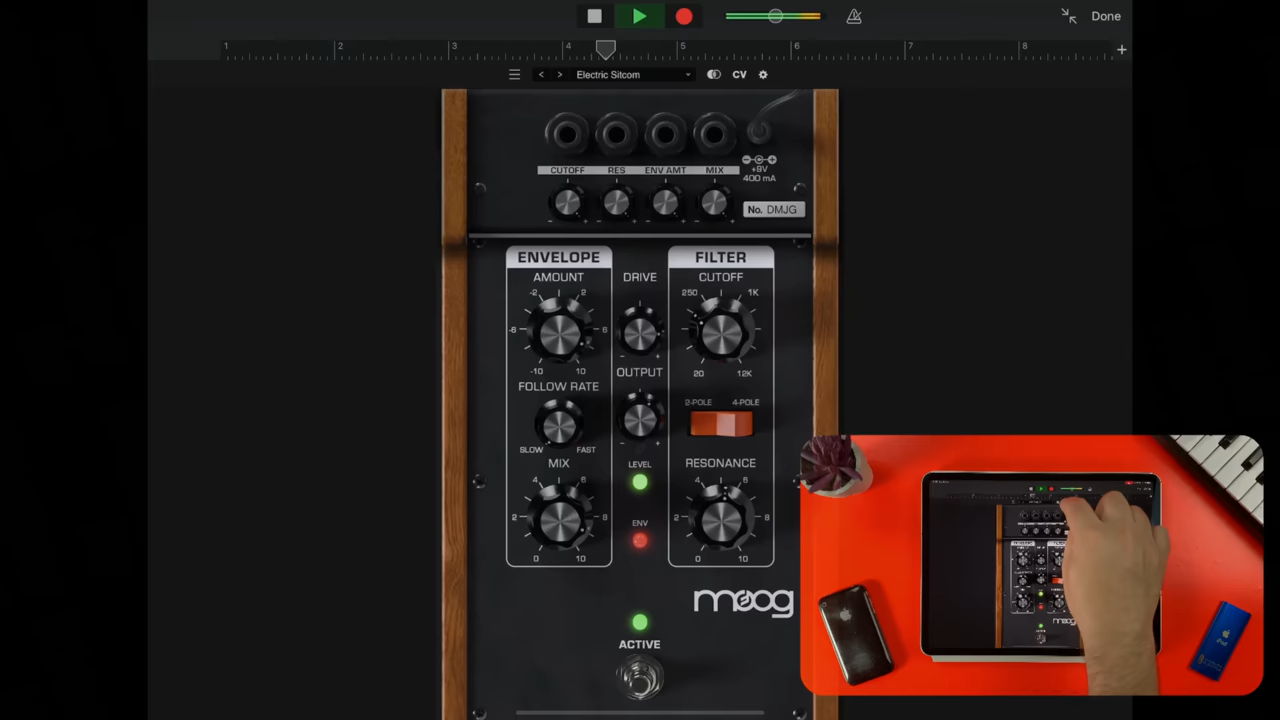 Done
1 2 3 4 5 6 7 8 +
< > Electric Sitcom CV
CUTOFF RES ENV AMT MIX
+9V
400 mA
- + - + - + - +
No. DMJG
ENVELOPE FILTER
AMOUNT DRIVE CUTOFF
-2 2 250 1K
-6 6
-10 10 - + 20 12K
FOLLOW RATE OUTPUT
2-POLE 4-POLE
SLOW FAST - +
MIX LEVEL RESONANCE
4 6 4 6
2 8 2 8
ENV
0 10 0 10
moog
ACTIVE
moog
iPod